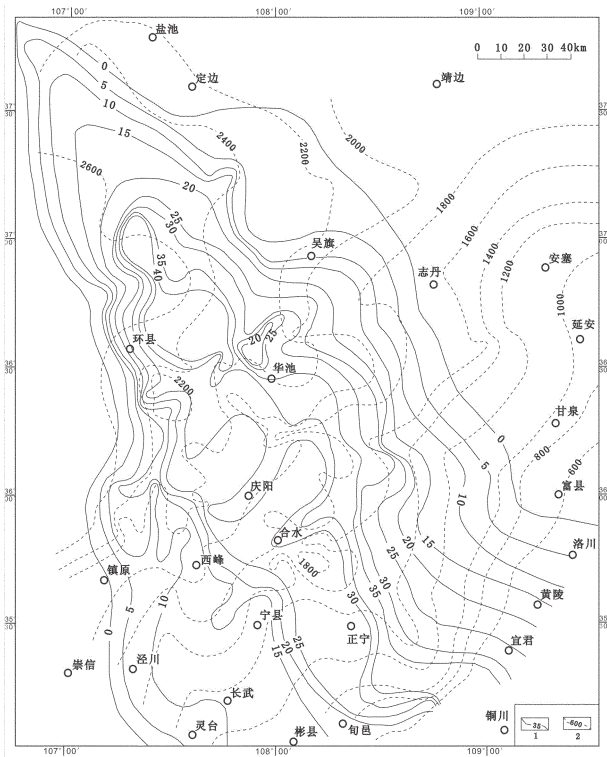 107°00′
108°00′
109°00′
盐池
0 10 20 30 40km
定边
靖边
0
5
10
15
37°
30′
37°
30′
2400
2200
2000
2600
20
1800
25
30
37°
00′
37°
00′
吴旗
1600
1400
1200
安塞
35
40
志丹
1000
延安
环县
20
25
36°
30′
36°
30′
华池
2200
甘泉
0
800
5
600
富县
庆阳
10
36°
00′
36°
00′
合水
15
20
25
洛川
西峰
1800
镇原
30
35
30
黄陵
10
5
0
35°
30′
35°
30′
宁县
正宁
25
20
15
宜君
崇信
泾川
长武
铜川
旬邑
灵台
彬县
35
600
1
2
107°00′
108°00′
109°00′